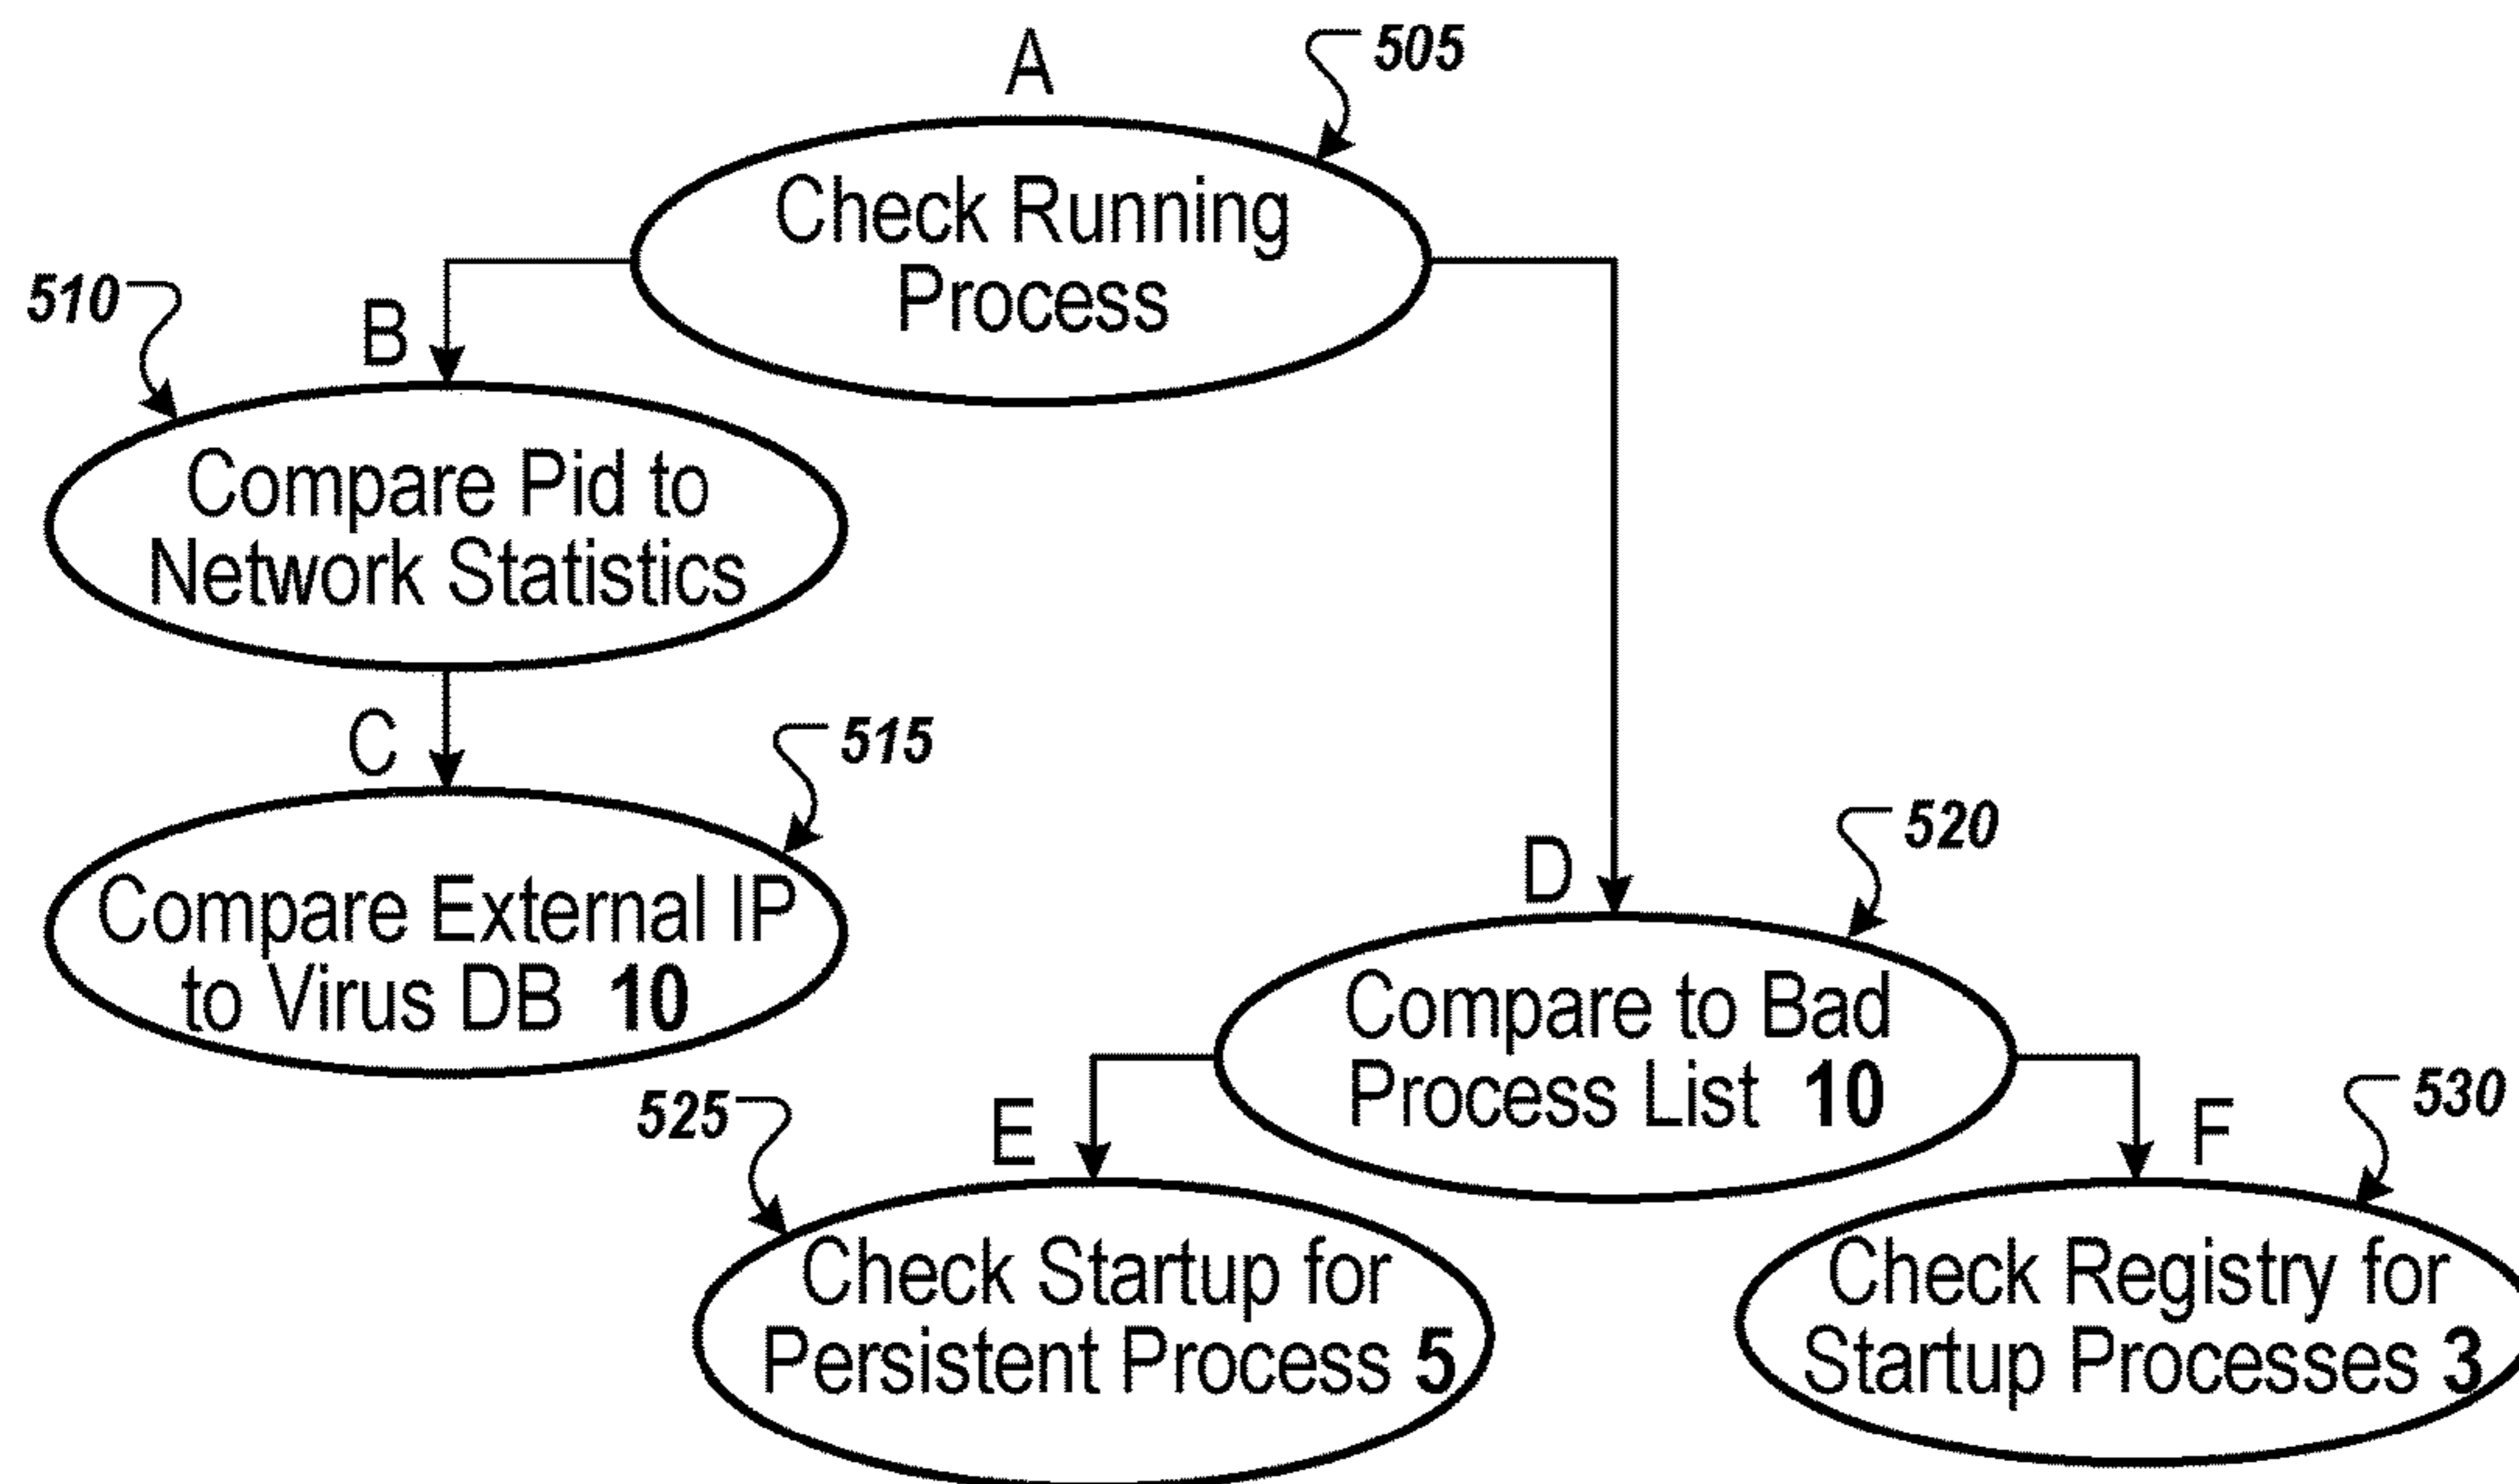 A
505
Check Running
Process
510
B
Compare Pid to
Network Statistics
C
515
Compare External IP
to Virus DB 10
D
520
Compare to Bad
Process List 10
525
E
Check Startup for
Persistent Process 5
F
530
Check Registry for
Startup Processes 3